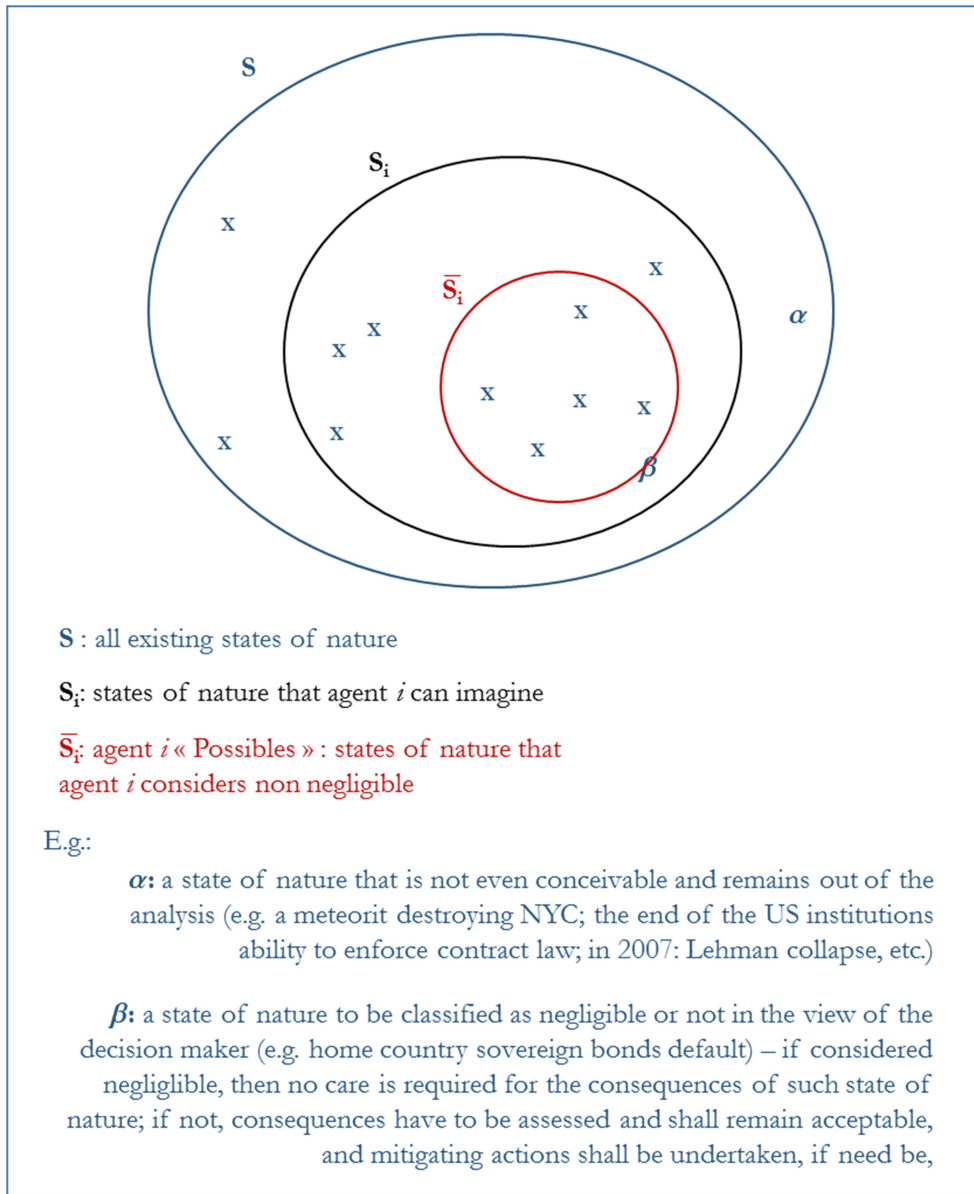 S
Sᵢ
x
x
S̅ᵢ
x
α
x
x
x
x
x
x
x
x
x
β
S : all existing states of nature
Sᵢ: states of nature that agent i can imagine
S̅ᵢ: agent i « Possibles » : states of nature that
agent i considers non negligible
E.g.:
α: a state of nature that is not even conceivable and remains out of the
analysis (e.g. a meteorit destroying NYC; the end of the US institutions
ability to enforce contract law; in 2007: Lehman collapse, etc.)
β: a state of nature to be classified as negligible or not in the view of the
decision maker (e.g. home country sovereign bonds default) – if considered
negliglible, then no care is required for the consequences of such state of
nature; if not, consequences have to be assessed and shall remain acceptable,
and mitigating actions shall be undertaken, if need be,